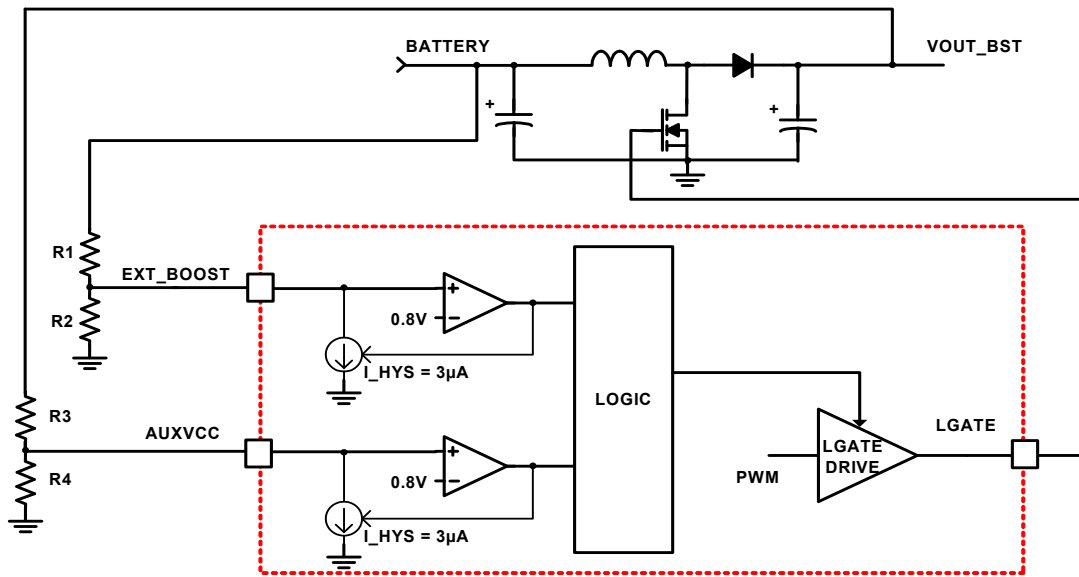 BATTERY
VOUT_BST
+
+
R1
EXT_BOOST
R2
+
0.8V
−
I_HYS = 3µA
LOGIC
R3
AUXVCC
R4
+
0.8V
−
I_HYS = 3µA
LGATE
DRIVE
PWM
LGATE